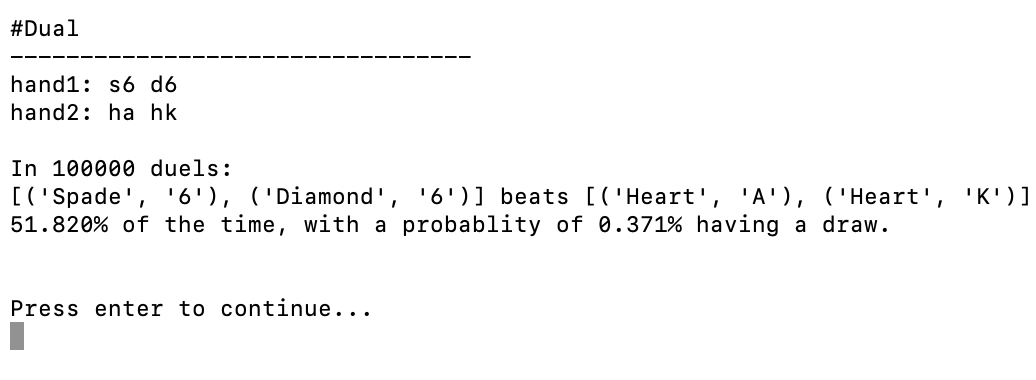 #Dual
---------------------------------
hand1: s6 d6
hand2: ha hk
In 100000 duels:
[('Spade', '6'), ('Diamond', '6')] beats [('Heart', 'A'), ('Heart', 'K')]
51.820% of the time, with a probablity of 0.371% having a draw.
Press enter to continue...